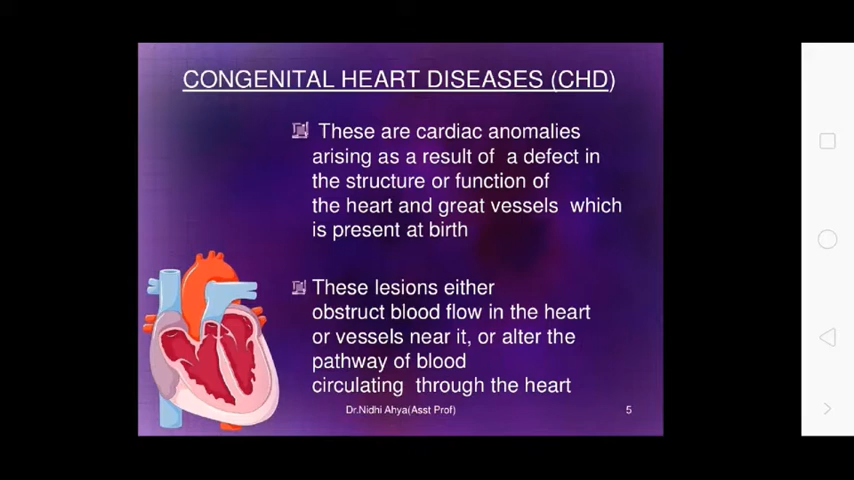 CONGENITAL HEART DISEASES (CHD)
These are cardiac anomalies
arising as a result of a defect in
the structure or function of
the heart and great vessels which
is present at birth
These lesions either
obstruct blood flow in the heart
or vessels near it, or alter the
pathway of blood
circulating through the heart
Dr.Nidhi Ahya(Asst Prof)
5